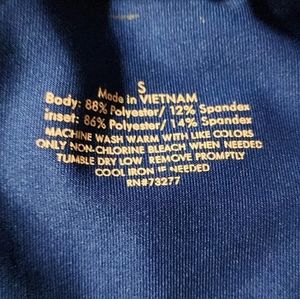 S
Made in VIETNAM
Body: 88% Polyester/ 12% Spandex
Inset: 86% Polyester/ 14% Spandex
MACHINE WASH WARM WITH LIKE COLORS
ONLY NON-CHLORINE BLEACH WHEN NEEDED
TUMBLE DRY LOW REMOVE PROMPTLY
COOL IRON IF NEEDED
RN#73277